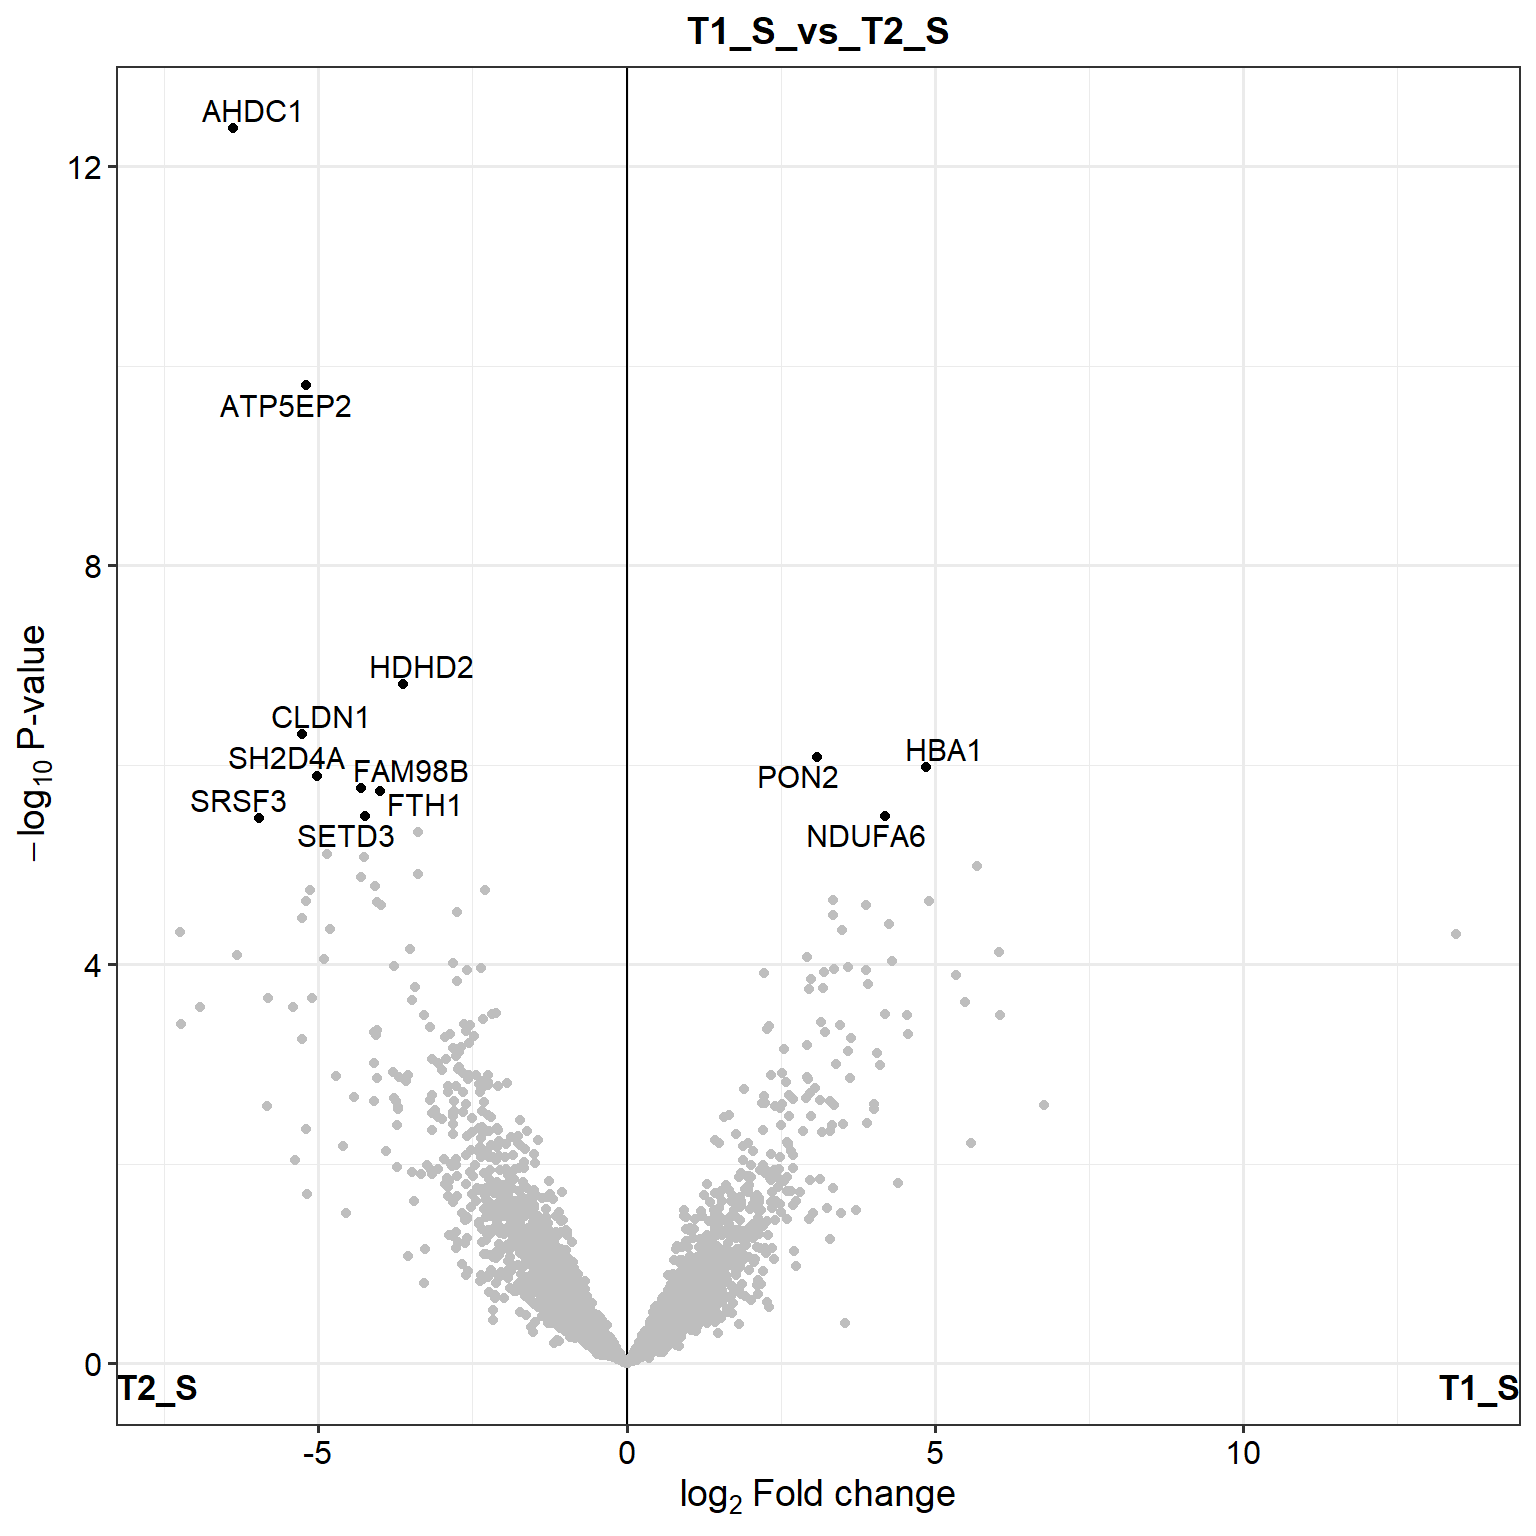 T1_S_vs_T2_S
AHDC1
12
ATP5EP2
8
HDHD2
CLDN1
SH2D4A
FAM98B
SRSF3
FTH1
SETD3
HBA1
PON2
NDUFA6
4
0
T2_S
T1_S
-5
0
5
10
log2 Fold change
−log10 P-value